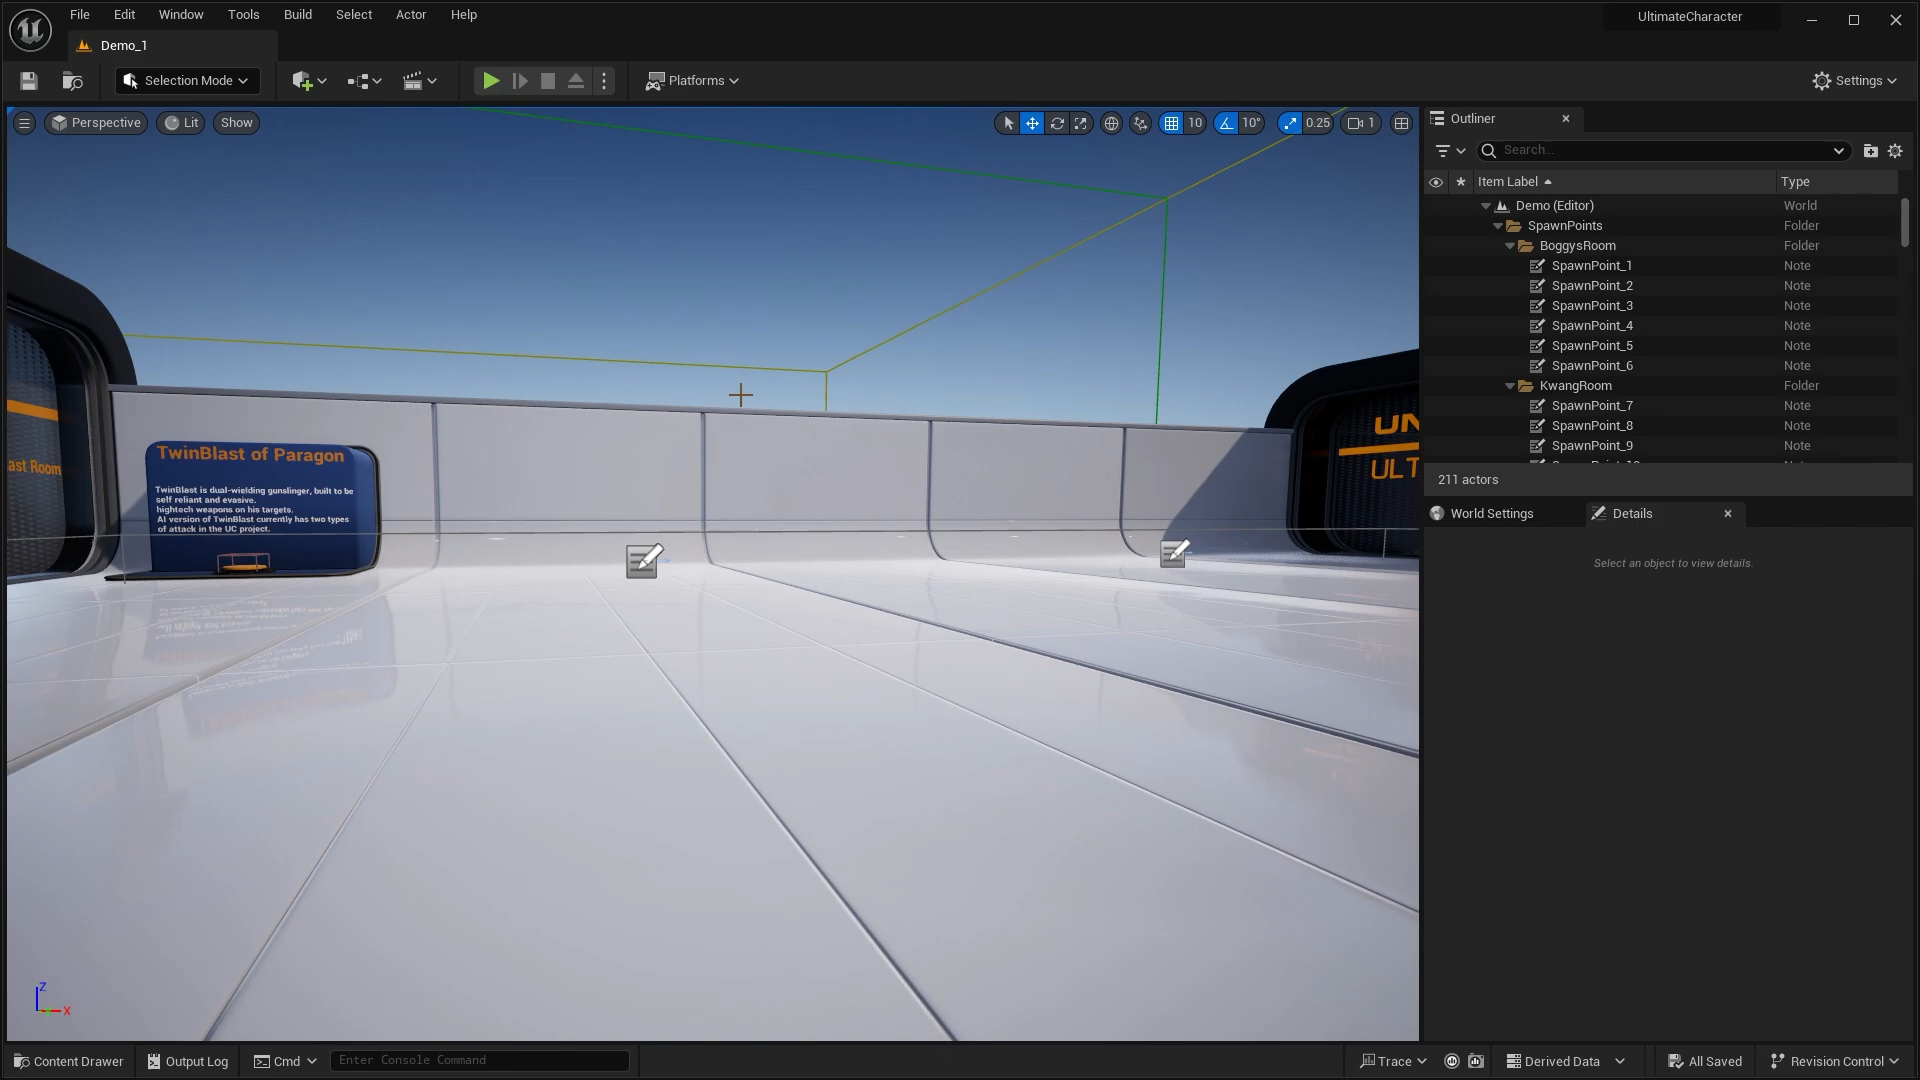 File Edit Window Tools Build Select Actor Help
UltimateCharacter
Demo_1
Selection Mode
Platforms
Settings
Perspective Lit Show
10 10° 0.25 1
Outliner
Search...
Item Label Type
Demo (Editor) World
SpawnPoints Folder
BoggysRoom Folder
SpawnPoint_1 Note
SpawnPoint_2 Note
SpawnPoint_3 Note
SpawnPoint_4 Note
SpawnPoint_5 Note
SpawnPoint_6 Note
KwangRoom Folder
SpawnPoint_7 Note
SpawnPoint_8 Note
SpawnPoint_9 Note
211 actors
World Settings Details
Select an object to view details.
ast Room
TwinBlast of Paragon
TwinBlast is dual-wielding gunslinger, built to be
self reliant and evasive.
hightech weapons on his targets.
AI version of TwinBlast currently has two types
of attack in the UC project.
UN
ULT
Z
X
Content Drawer Output Log Cmd Enter Console Command Trace Derived Data All Saved Revision Control